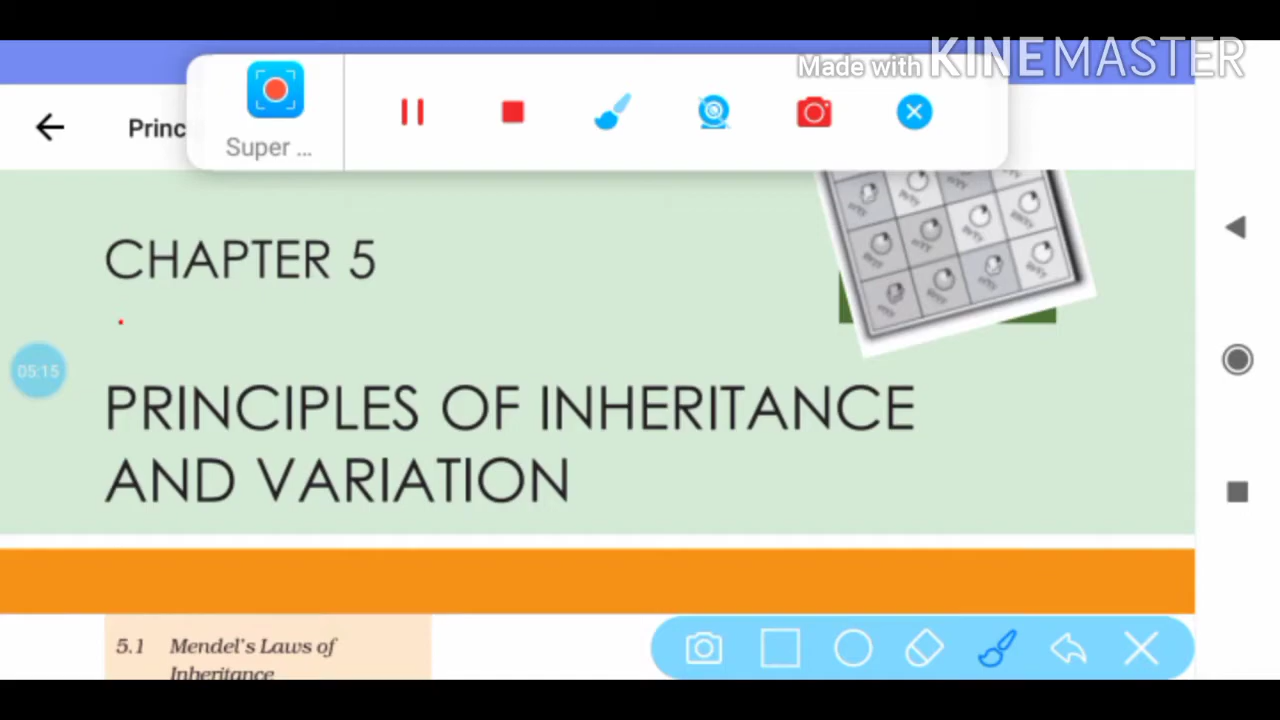 Made with KINEMASTER
Princ
Super ...
CHAPTER 5
05:15
PRINCIPLES OF INHERITANCE
AND VARIATION
5.1 Mendel's Laws of
Inheritance